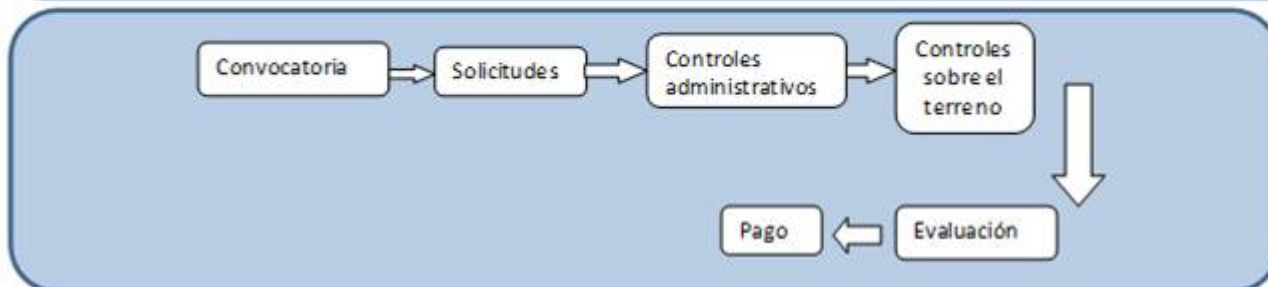 Convocatoria
Solicitudes
Controles
administrativos
Controles
sobre el
terreno
Evaluación
Pago